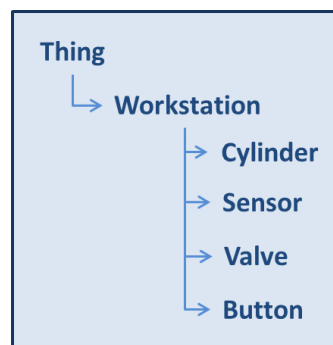 Thing
Workstation
Cylinder
Sensor
Valve
Button